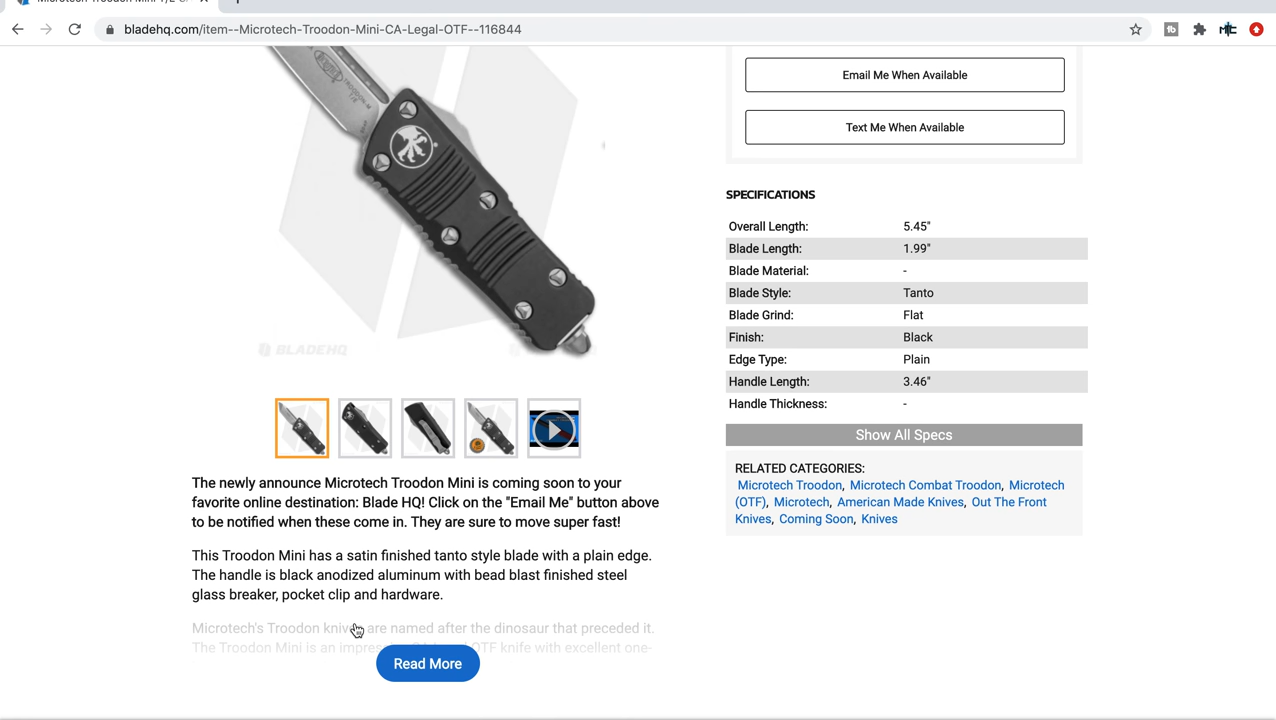 bladehq.com/item--Microtech-Troodon-Mini-CA-Legal-OTF--116844
Email Me When Available
Text Me When Available
BLADEHQ
SPECIFICATIONS
Overall Length: 5.45"
Blade Length: 1.99"
Blade Material: -
Blade Style: Tanto
Blade Grind: Flat
Finish: Black
Edge Type: Plain
Handle Length: 3.46"
Handle Thickness: -
Show All Specs
RELATED CATEGORIES:
Microtech Troodon, Microtech Combat Troodon, Microtech
(OTF), Microtech, American Made Knives, Out The Front
Knives, Coming Soon, Knives
The newly announce Microtech Troodon Mini is coming soon to your
favorite online destination: Blade HQ! Click on the "Email Me" button above
to be notified when these come in. They are sure to move super fast!
This Troodon Mini has a satin finished tanto style blade with a plain edge.
The handle is black anodized aluminum with bead blast finished steel
glass breaker, pocket clip and hardware.
Microtech's Troodon knives are named after the dinosaur that preceded it.
The Troodon Mini is an OTF knife with excellent one-
Read More